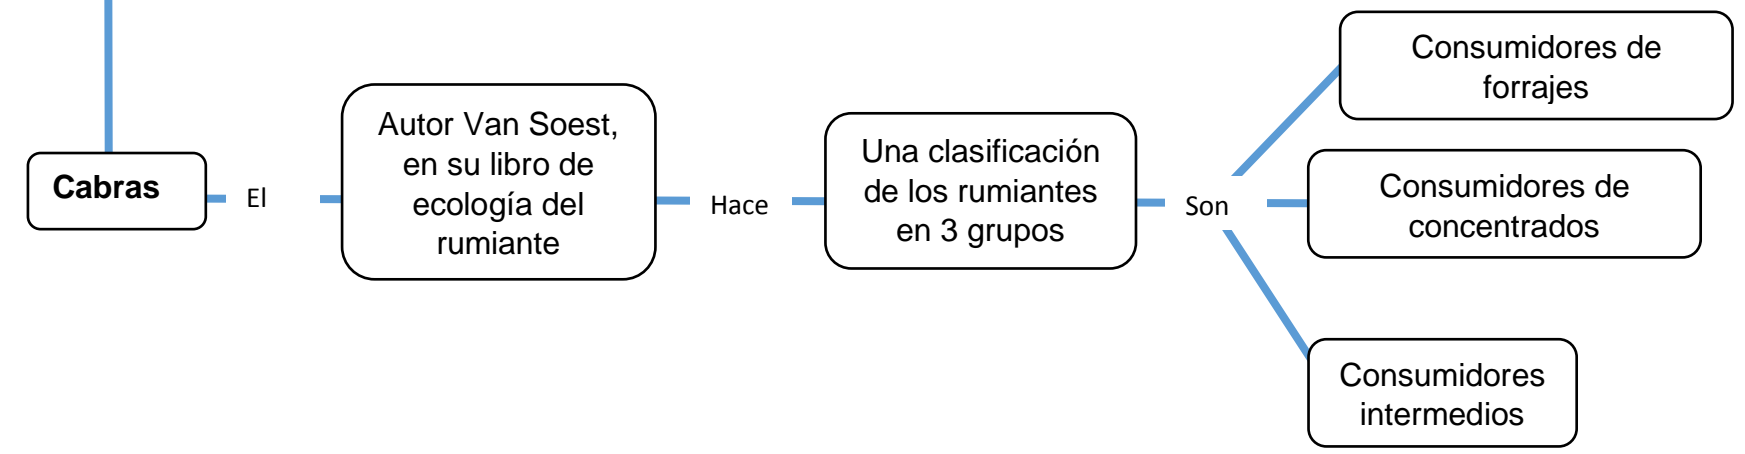 Cabras
El
Autor Van Soest,
en su libro de
ecología del
rumiante
Hace
Una clasificación
de los rumiantes
en 3 grupos
Son
Consumidores de
forrajes
Consumidores de
concentrados
Consumidores
intermedios